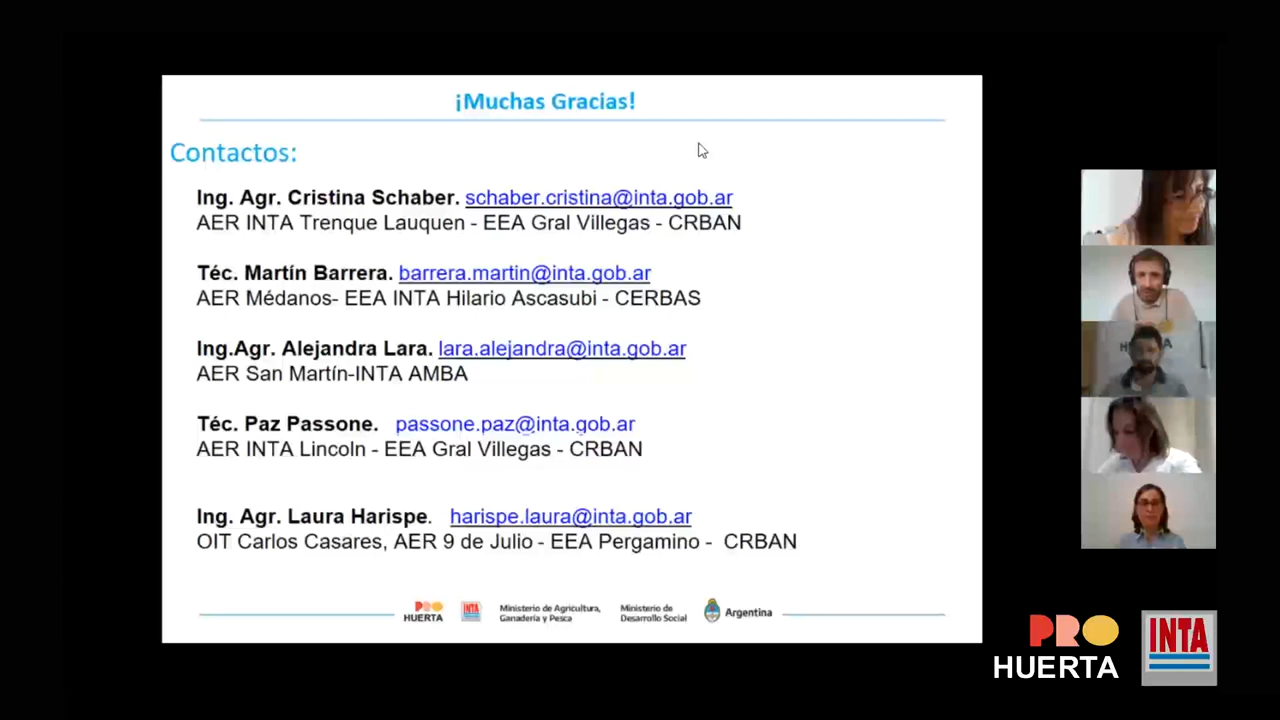 ¡Muchas Gracias!
Contactos:
Ing. Agr. Cristina Schaber. schaber.cristina@inta.gob.ar
AER INTA Trenque Lauquen - EEA Gral Villegas - CRBAN
Téc. Martín Barrera. barrera.martin@inta.gob.ar
AER Médanos- EEA INTA Hilario Ascasubi - CERBAS
Ing.Agr. Alejandra Lara. lara.alejandra@inta.gob.ar
AER San Martín-INTA AMBA
Téc. Paz Passone. passone.paz@inta.gob.ar
AER INTA Lincoln - EEA Gral Villegas - CRBAN
Ing. Agr. Laura Harispe. harispe.laura@inta.gob.ar
OIT Carlos Casares, AER 9 de Julio - EEA Pergamino - CRBAN
PRO
HUERTA
INTA
Ministerio de Agricultura,
Ganadería y Pesca
Ministerio de
Desarrollo Social
Argentina
PRO
HUERTA
INTA